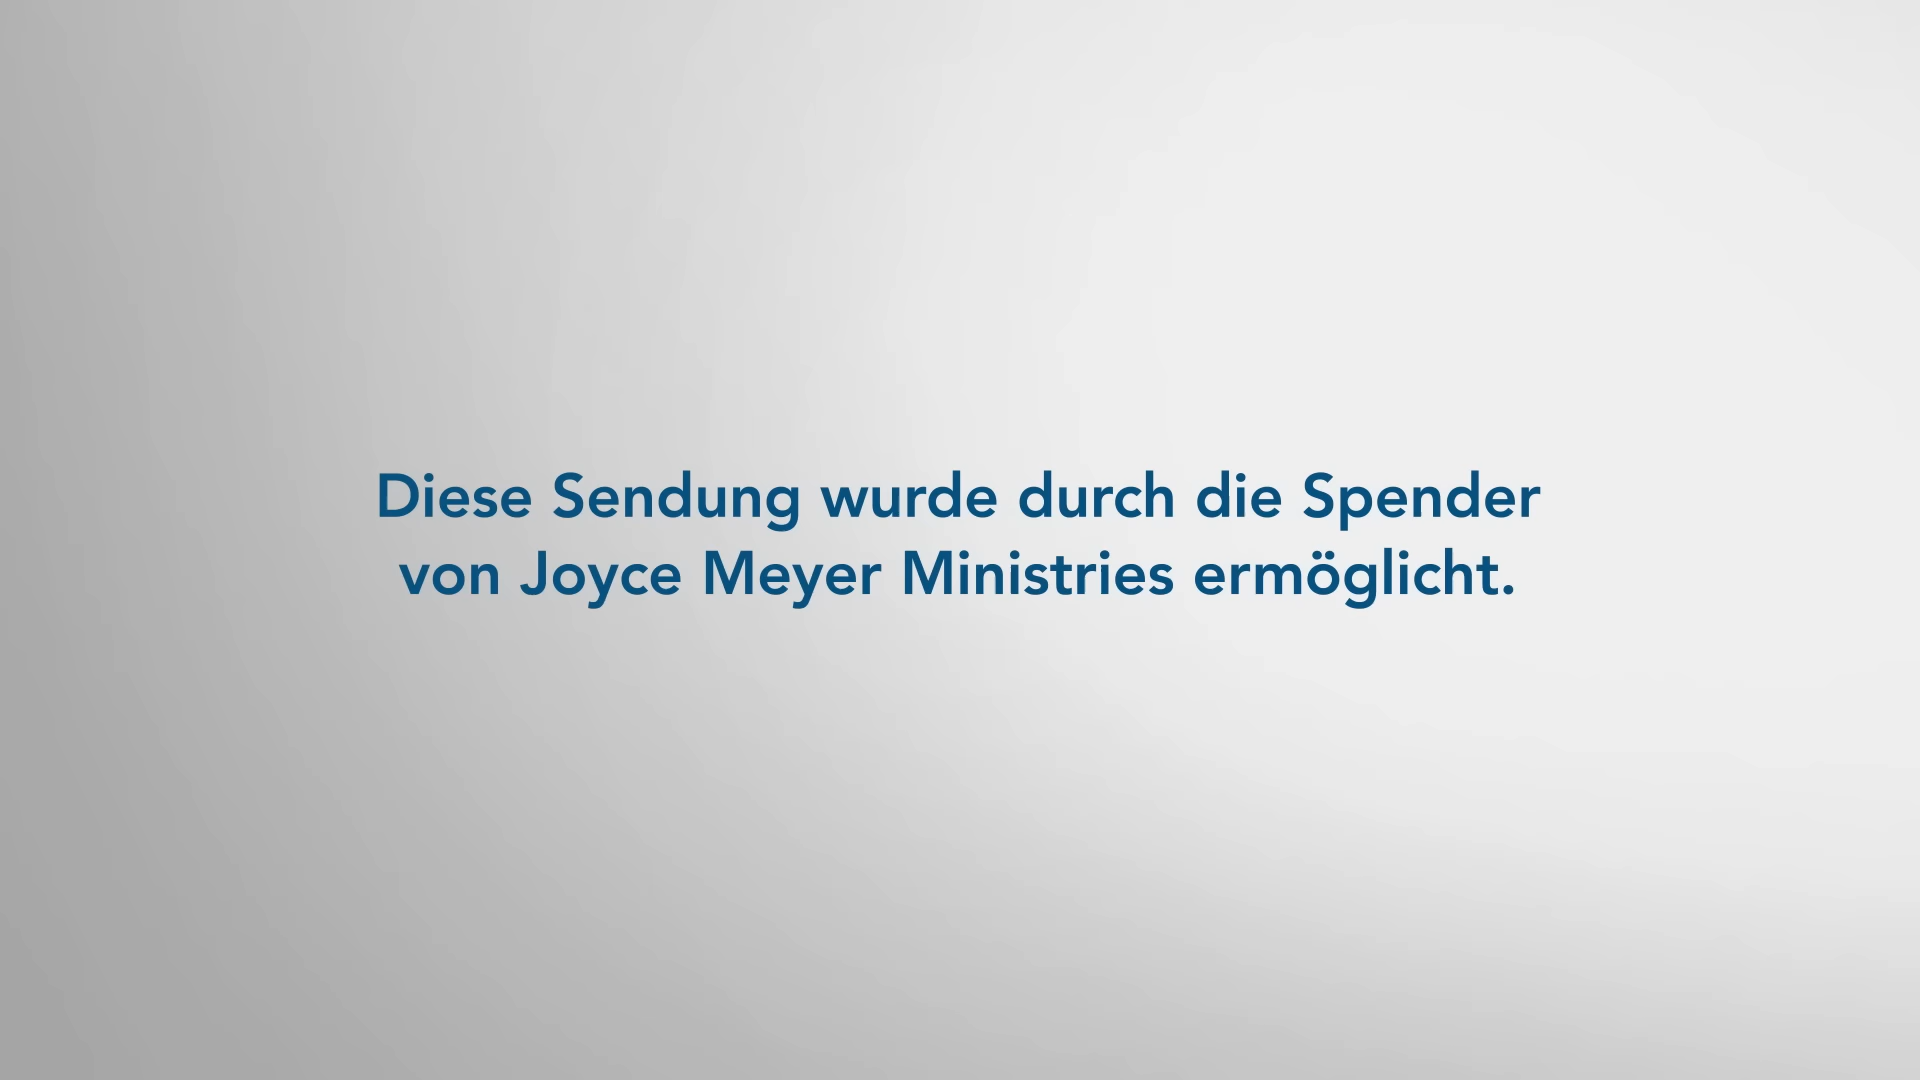 Diese Sendung wurde durch die Spender
von Joyce Meyer Ministries ermöglicht.